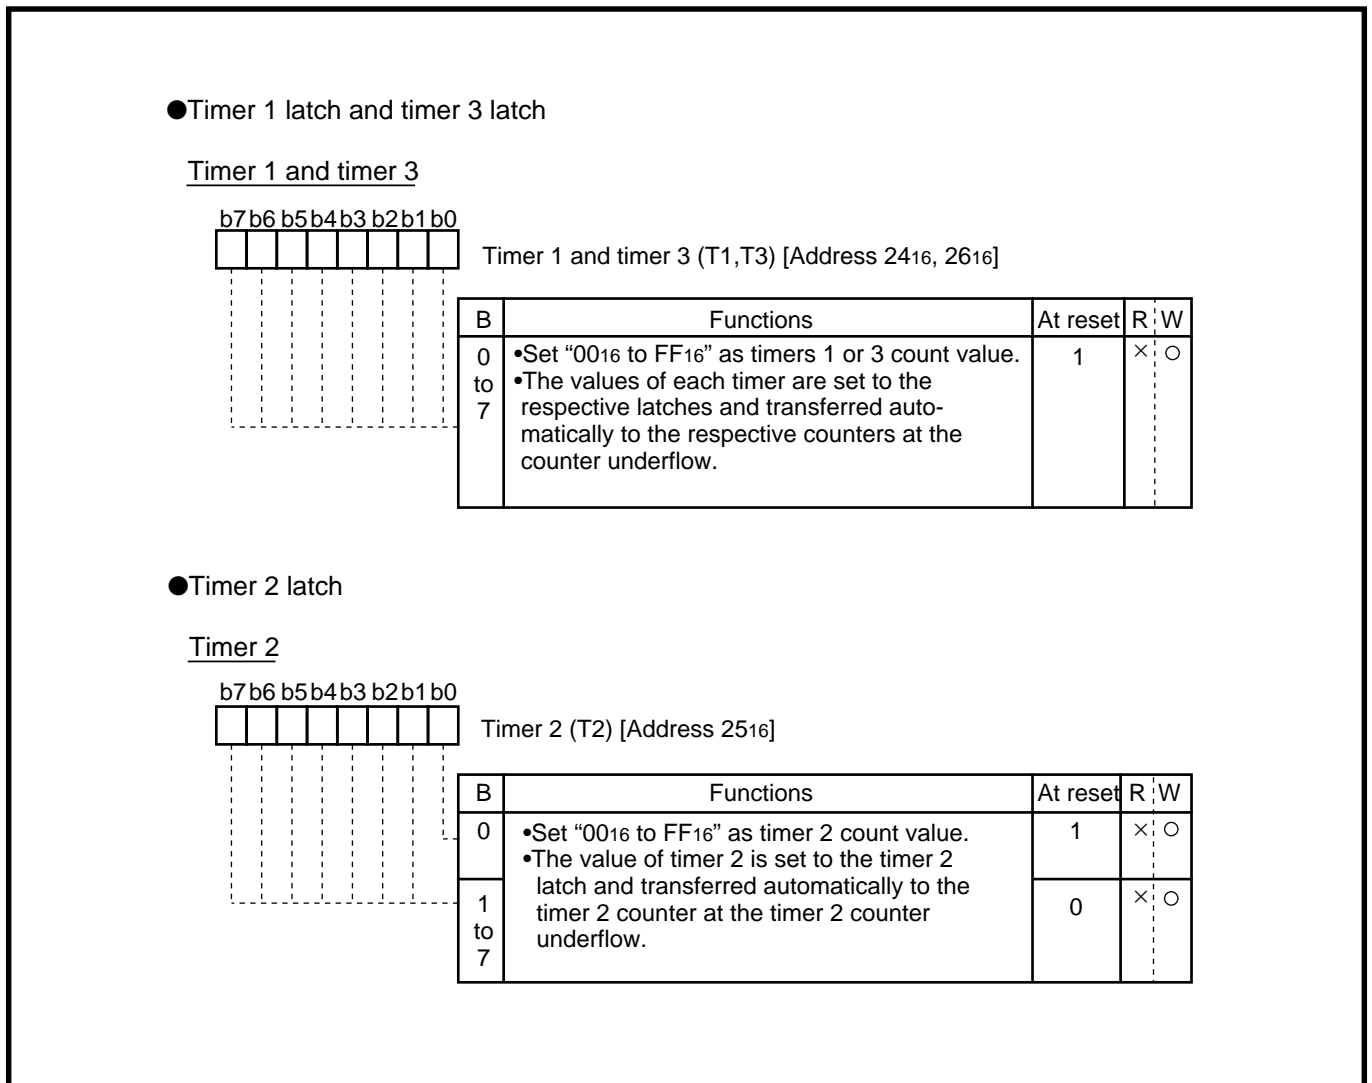 ●Timer 1 latch and timer 3 latch
Timer 1 and timer 3
b7 b6 b5 b4 b3 b2 b1 b0
Timer 1 and timer 3 (T1,T3) [Address 2416, 2616]
B Functions At reset R W
0 to 7
•Set “0016 to FF16” as timers 1 or 3 count value.
•The values of each timer are set to the
respective latches and transferred auto-
matically to the respective counters at the
counter underflow.
1 × ○
●Timer 2 latch
Timer 2
b7 b6 b5 b4 b3 b2 b1 b0
Timer 2 (T2) [Address 2516]
B Functions At reset R W
0
•Set “0016 to FF16” as timer 2 count value.
•The value of timer 2 is set to the timer 2
latch and transferred automatically to the
timer 2 counter at the timer 2 counter
underflow.
1 × ○
1 to 7
0 × ○